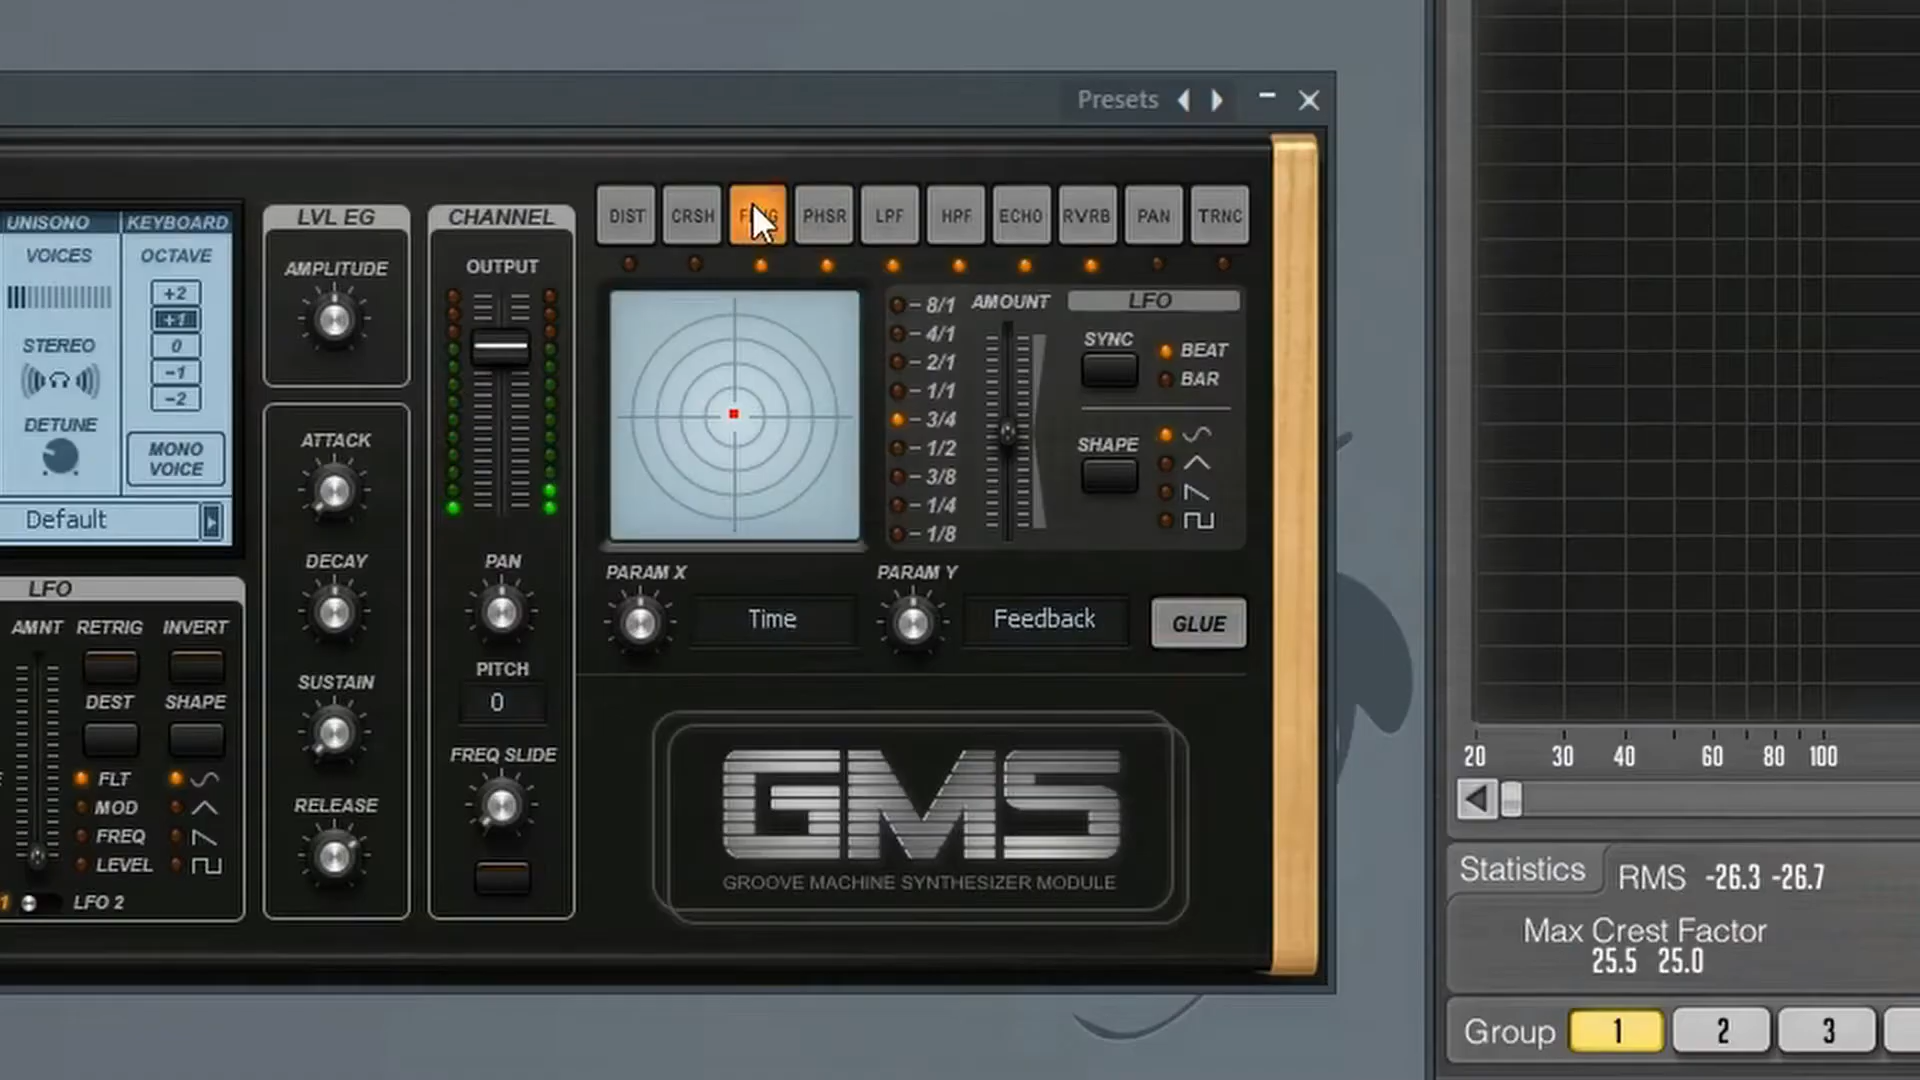 Presets
UNISONO
KEYBOARD
VOICES
OCTAVE
+2
+1
0
-1
-2
STEREO
DETUNE
MONO
VOICE
Default
LFO
AMNT RETRIG INVERT
DEST SHAPE
FLT
MOD
FREQ
LEVEL
1
LFO 2
LVL EG
AMPLITUDE
ATTACK
DECAY
SUSTAIN
RELEASE
CHANNEL
OUTPUT
PAN
PITCH
0
FREQ SLIDE
DIST CRSH PHSR LPF HPF ECHO RVRB PAN TRNC
8/1
4/1
2/1
1/1
3/4
1/2
3/8
1/4
1/8
AMOUNT
LFO
SYNC
BEAT
BAR
SHAPE
PARAM X
Time
PARAM Y
Feedback
GLUE
GMS
GROOVE MACHINE SYNTHESIZER MODULE
20 30 40 60 80 100
Statistics
RMS -26.3 -26.7
Max Crest Factor
25.5 25.0
Group 1 2 3